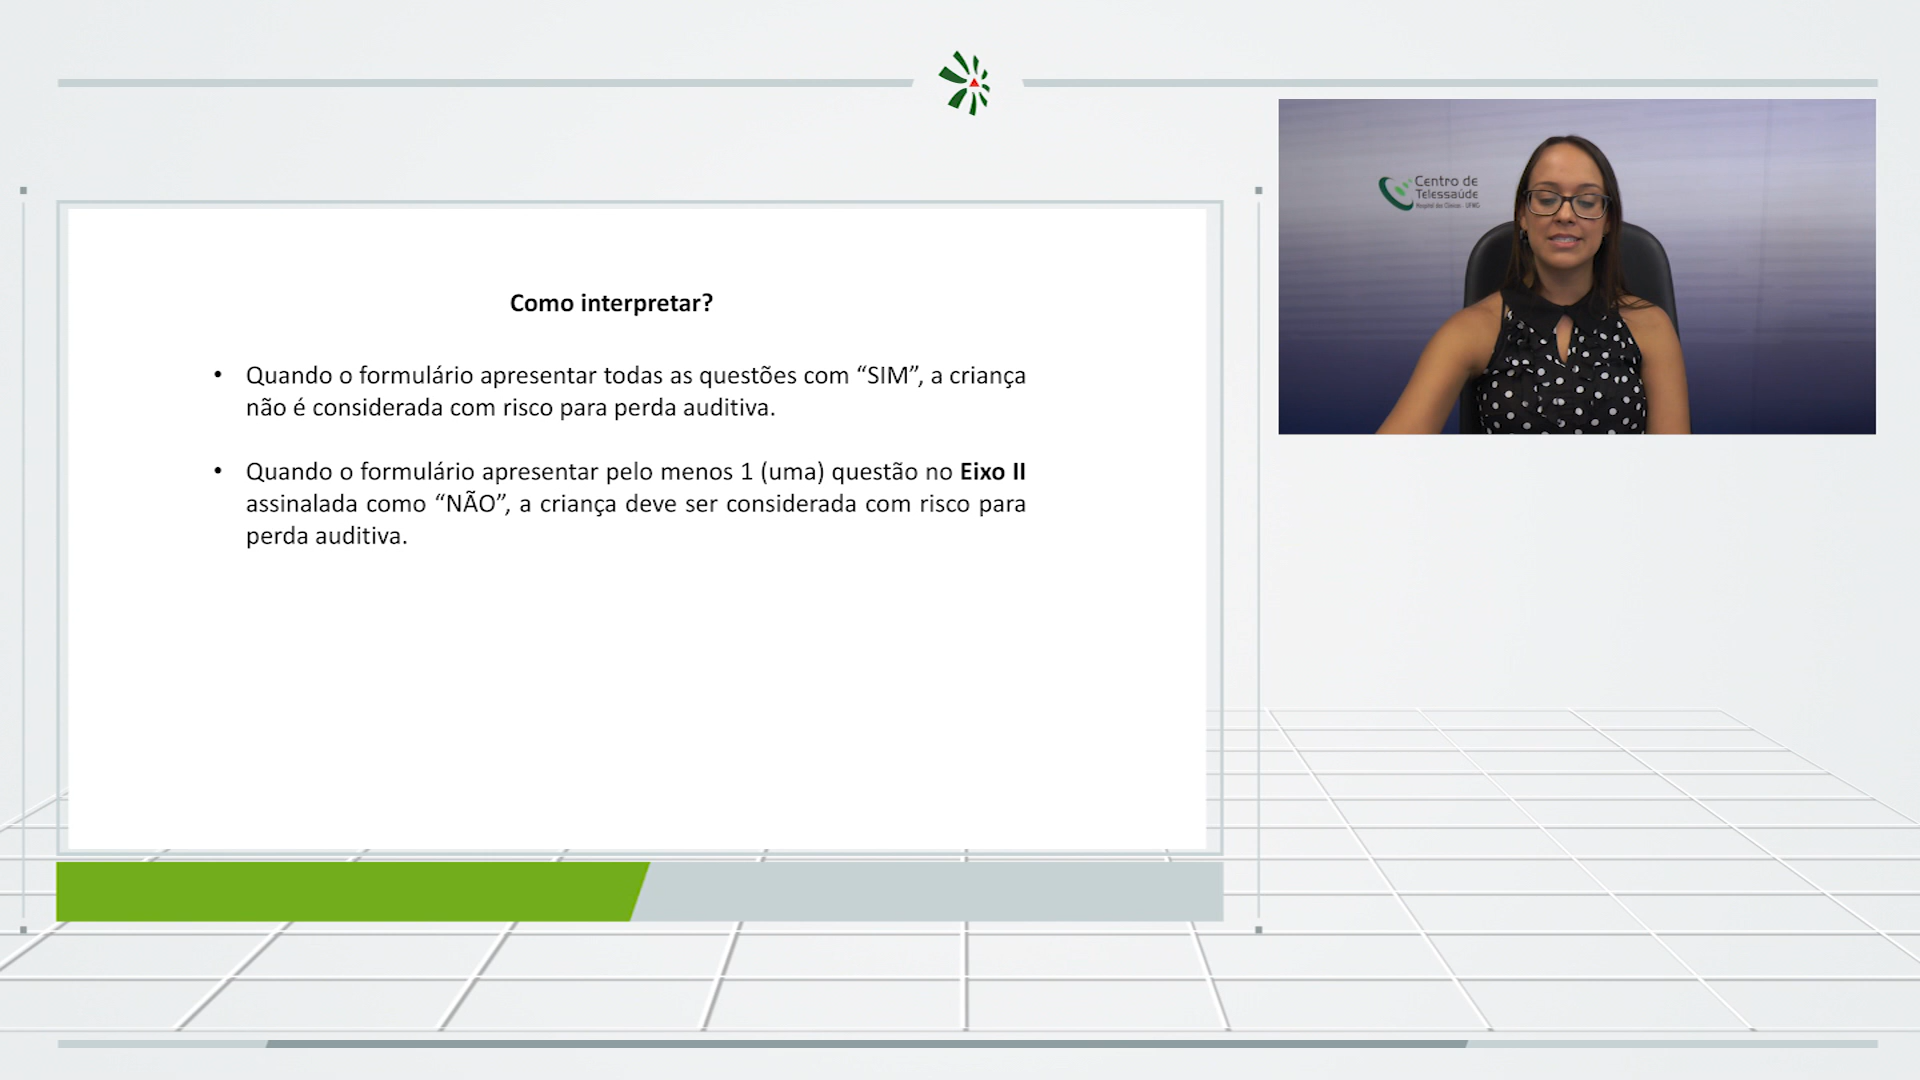 Centro de
Telessaúde
Hospital das Clínicas - UFMG
Como interpretar?
• Quando o formulário apresentar todas as questões com “SIM”, a criança
não é considerada com risco para perda auditiva.
• Quando o formulário apresentar pelo menos 1 (uma) questão no Eixo II
assinalada como “NÃO”, a criança deve ser considerada com risco para
perda auditiva.